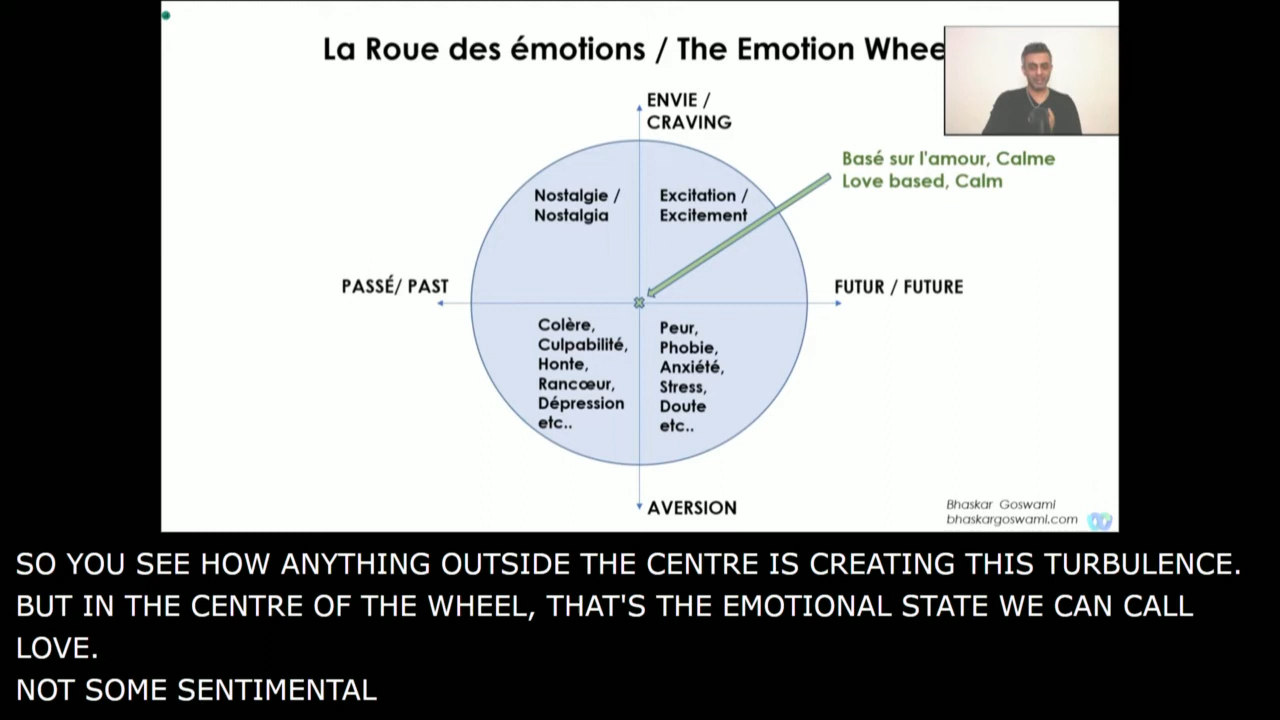 La Roue des émotions / The Emotion Whee
ENVIE /
CRAVING
Basé sur l'amour, Calme
Love based, Calm
Nostalgie /
Nostalgia
Excitation /
Excitement
PASSÉ/ PAST
FUTUR / FUTURE
Colère,
Culpabilité,
Honte,
Rancœur,
Dépression
etc..
Peur,
Phobie,
Anxiété,
Stress,
Doute
etc..
AVERSION
Bhaskar Goswami
bhaskargoswami.com
SO YOU SEE HOW ANYTHING OUTSIDE THE CENTRE IS CREATING THIS TURBULENCE.
BUT IN THE CENTRE OF THE WHEEL, THAT'S THE EMOTIONAL STATE WE CAN CALL
LOVE.
NOT SOME SENTIMENTAL